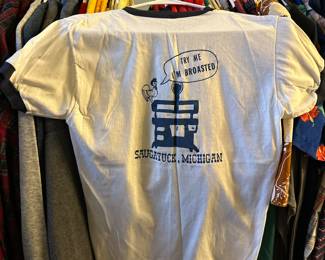 TRY ME
I'M BROASTED
SAUGATUCK, MICHIGAN